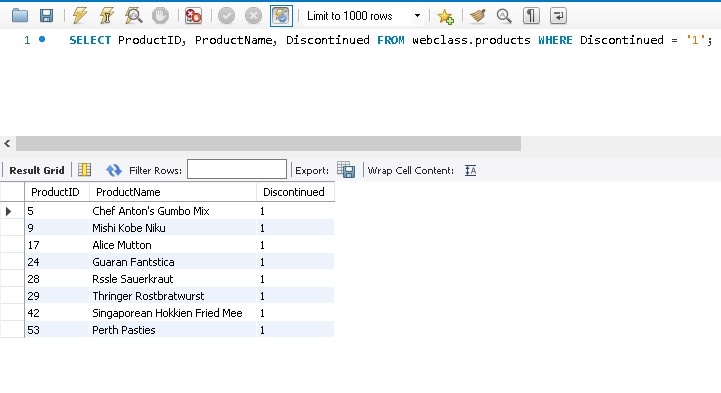 Limit to 1000 rows
1 SELECT ProductID, ProductName, Discontinued FROM webclass.products WHERE Discontinued = '1';
Result Grid Filter Rows: Export: Wrap Cell Content:
ProductID ProductName Discontinued
5 Chef Anton's Gumbo Mix 1
9 Mishi Kobe Niku 1
17 Alice Mutton 1
24 Guaran Fantstica 1
28 Rssle Sauerkraut 1
29 Thringer Rostbratwurst 1
42 Singaporean Hokkien Fried Mee 1
53 Perth Pasties 1